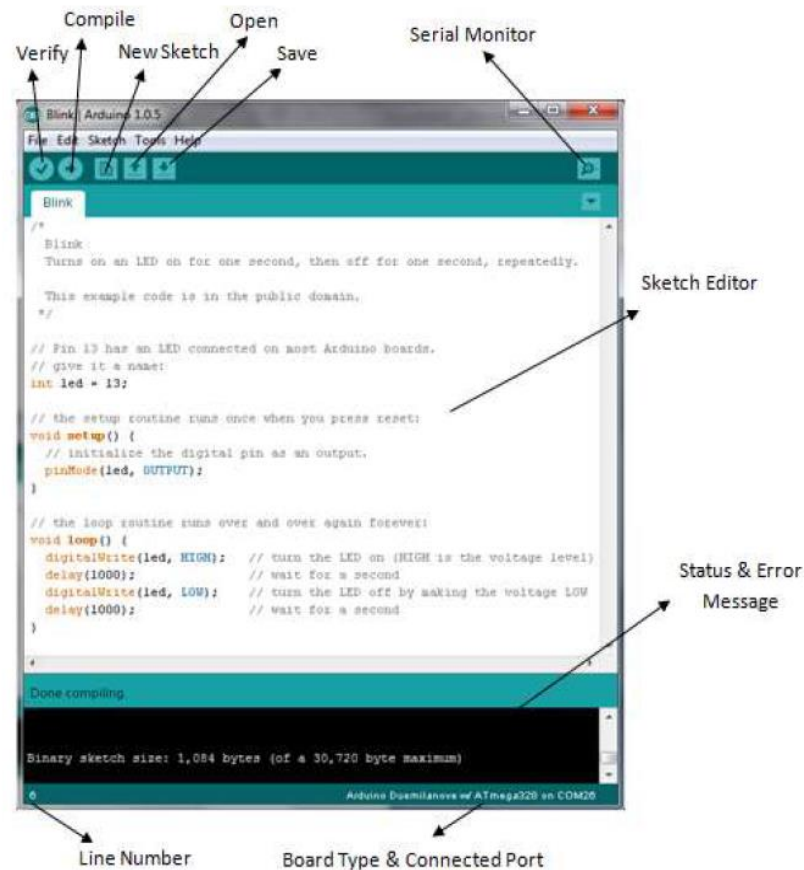 Compile
Open
Serial Monitor
Verify
New Sketch
Save
Blink | Arduino 1.0.5
File Edit Sketch Tools Help
Blink
/*
Blink
Turns on an LED on for one second, then off for one second, repeatedly.
This example code is in the public domain.
*/
// Pin 13 has an LED connected on most Arduino boards.
// give it a name:
int led = 13;
// the setup routine runs once when you press reset:
void setup() {
// initialize the digital pin as an output.
pinMode(led, OUTPUT);
}
// the loop routine runs over and over again forever:
void loop() {
digitalWrite(led, HIGH); // turn the LED on (HIGH is the voltage level)
delay(1000); // wait for a second
digitalWrite(led, LOW); // turn the LED off by making the voltage LOW
delay(1000); // wait for a second
}
Sketch Editor
Status & Error
Message
Done compiling.
Binary sketch size: 1,084 bytes (of a 30,720 byte maximum)
6
Arduino Duemilanove w/ ATmega328 on COM26
Line Number
Board Type & Connected Port